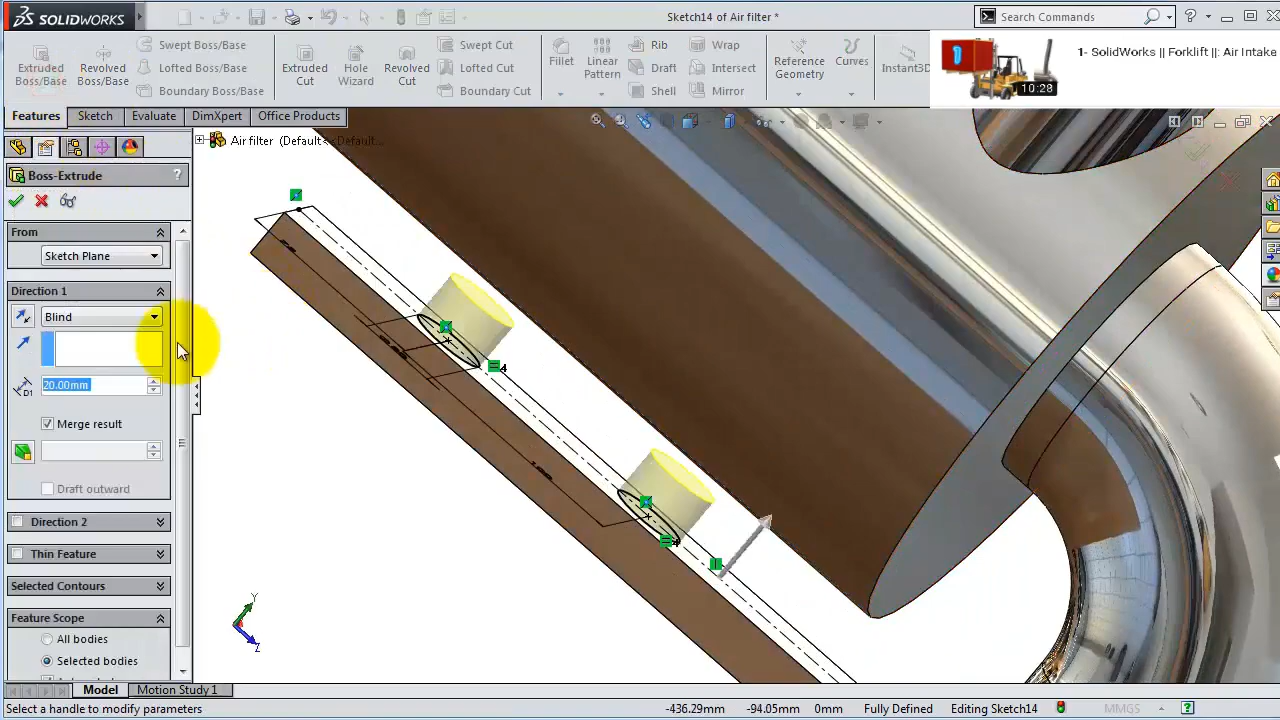 SOLIDWORKS
Sketch14 of Air filter *
Search Commands
Extruded Boss/Base
Revolved Boss/Base
Swept Boss/Base
Lofted Boss/Base
Boundary Boss/Base
Extruded Cut
Hole Wizard
Revolved Cut
Swept Cut
Lofted Cut
Boundary Cut
Fillet
Linear Pattern
Rib
Draft
Shell
Wrap
Intersect
Mirror
Reference Geometry
Curves
Instant3D
1- SolidWorks || Forklift ||: Air Intake
10:28
Features
Sketch
Evaluate
DimXpert
Office Products
Air filter (Default<<Default...
Boss-Extrude
?
From
Sketch Plane
Direction 1
Blind
D1
20.00mm
Merge result
Draft outward
Direction 2
Thin Feature
Selected Contours
Feature Scope
All bodies
Selected bodies
4
4
Y
Z
Model
Motion Study 1
Select a handle to modify parameters
-436.29mm
-94.05mm
0mm
Fully Defined
Editing Sketch14
MMGS